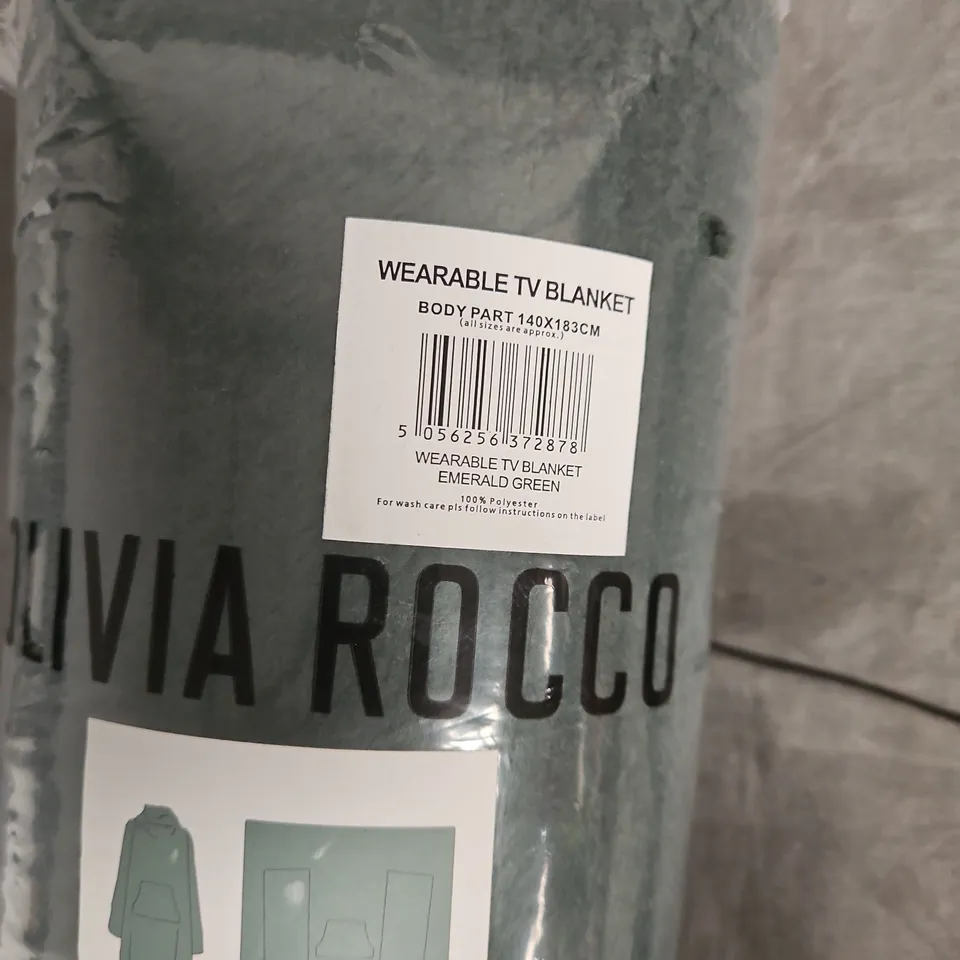 WEARABLE TV BLANKET
BODY PART 140X183CM
(all sizes are approx.)
5 056256 372878
WEARABLE TV BLANKET
EMERALD GREEN
100% Polyester
For wash care pls follow instructions on the label
OLIVIA ROCCO